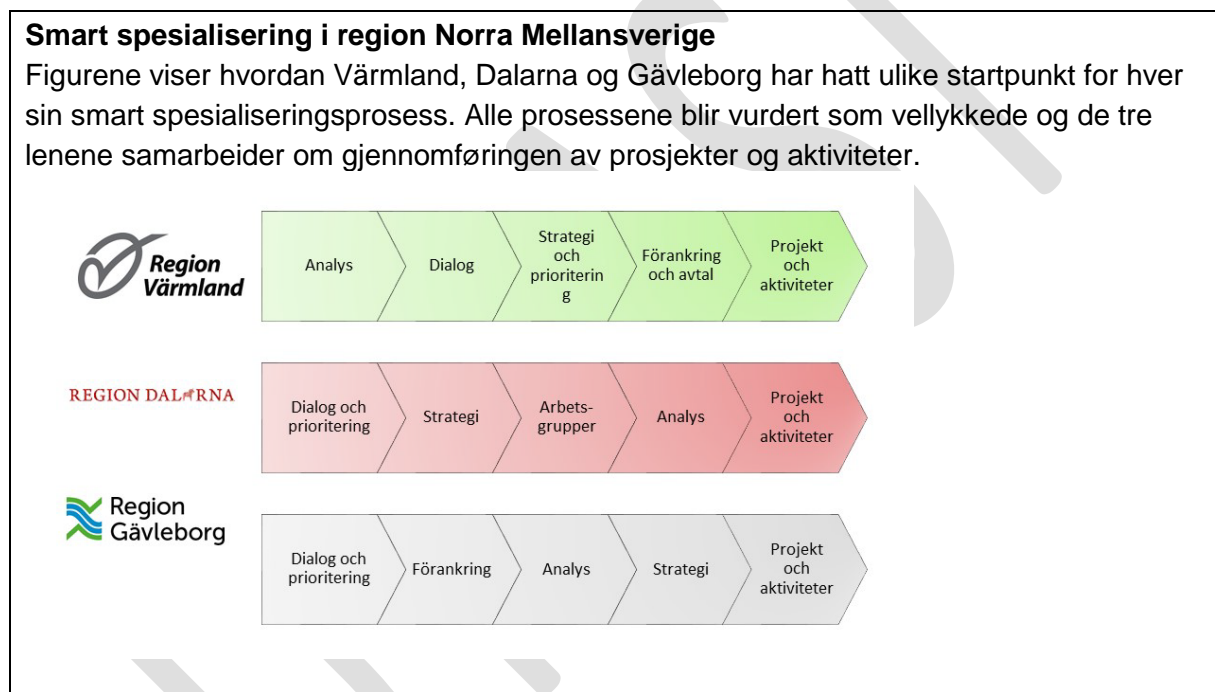 Smart spesialisering i region Norra Mellansverige
Figurene viser hvordan Värmland, Dalarna og Gävleborg har hatt ulike startpunkt for hver
sin smart spesialiseringsprosess. Alle prosessene blir vurdert som vellykkede og de tre
lenene samarbeider om gjennomføringen av prosjekter og aktiviteter.
Region
Värmland
Analys
Dialog
Strategi
och
prioriterin
g
Förankring
och avtal
Projekt
och
aktiviteter
REGION DALARNA
Dialog och
prioritering
Strategi
Arbets-
grupper
Analys
Projekt
och
aktiviteter
Region
Gävleborg
Dialog och
prioritering
Förankring
Analys
Strategi
Projekt
och
aktiviteter